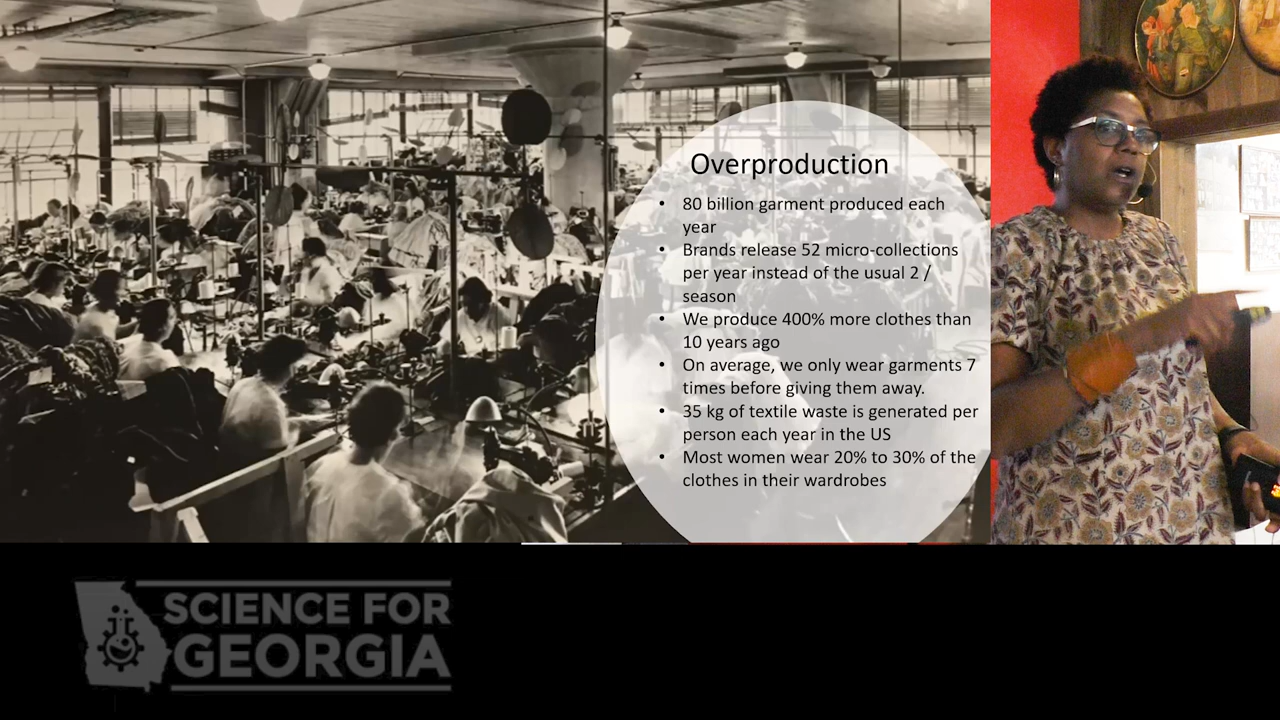 Overproduction
• 80 billion garment produced each
year
• Brands release 52 micro-collections
per year instead of the usual 2 /
season
• We produce 400% more clothes than
10 years ago
• On average, we only wear garments 7
times before giving them away.
• 35 kg of textile waste is generated per
person each year in the US
• Most women wear 20% to 30% of the
clothes in their wardrobes
SCIENCE FOR
GEORGIA